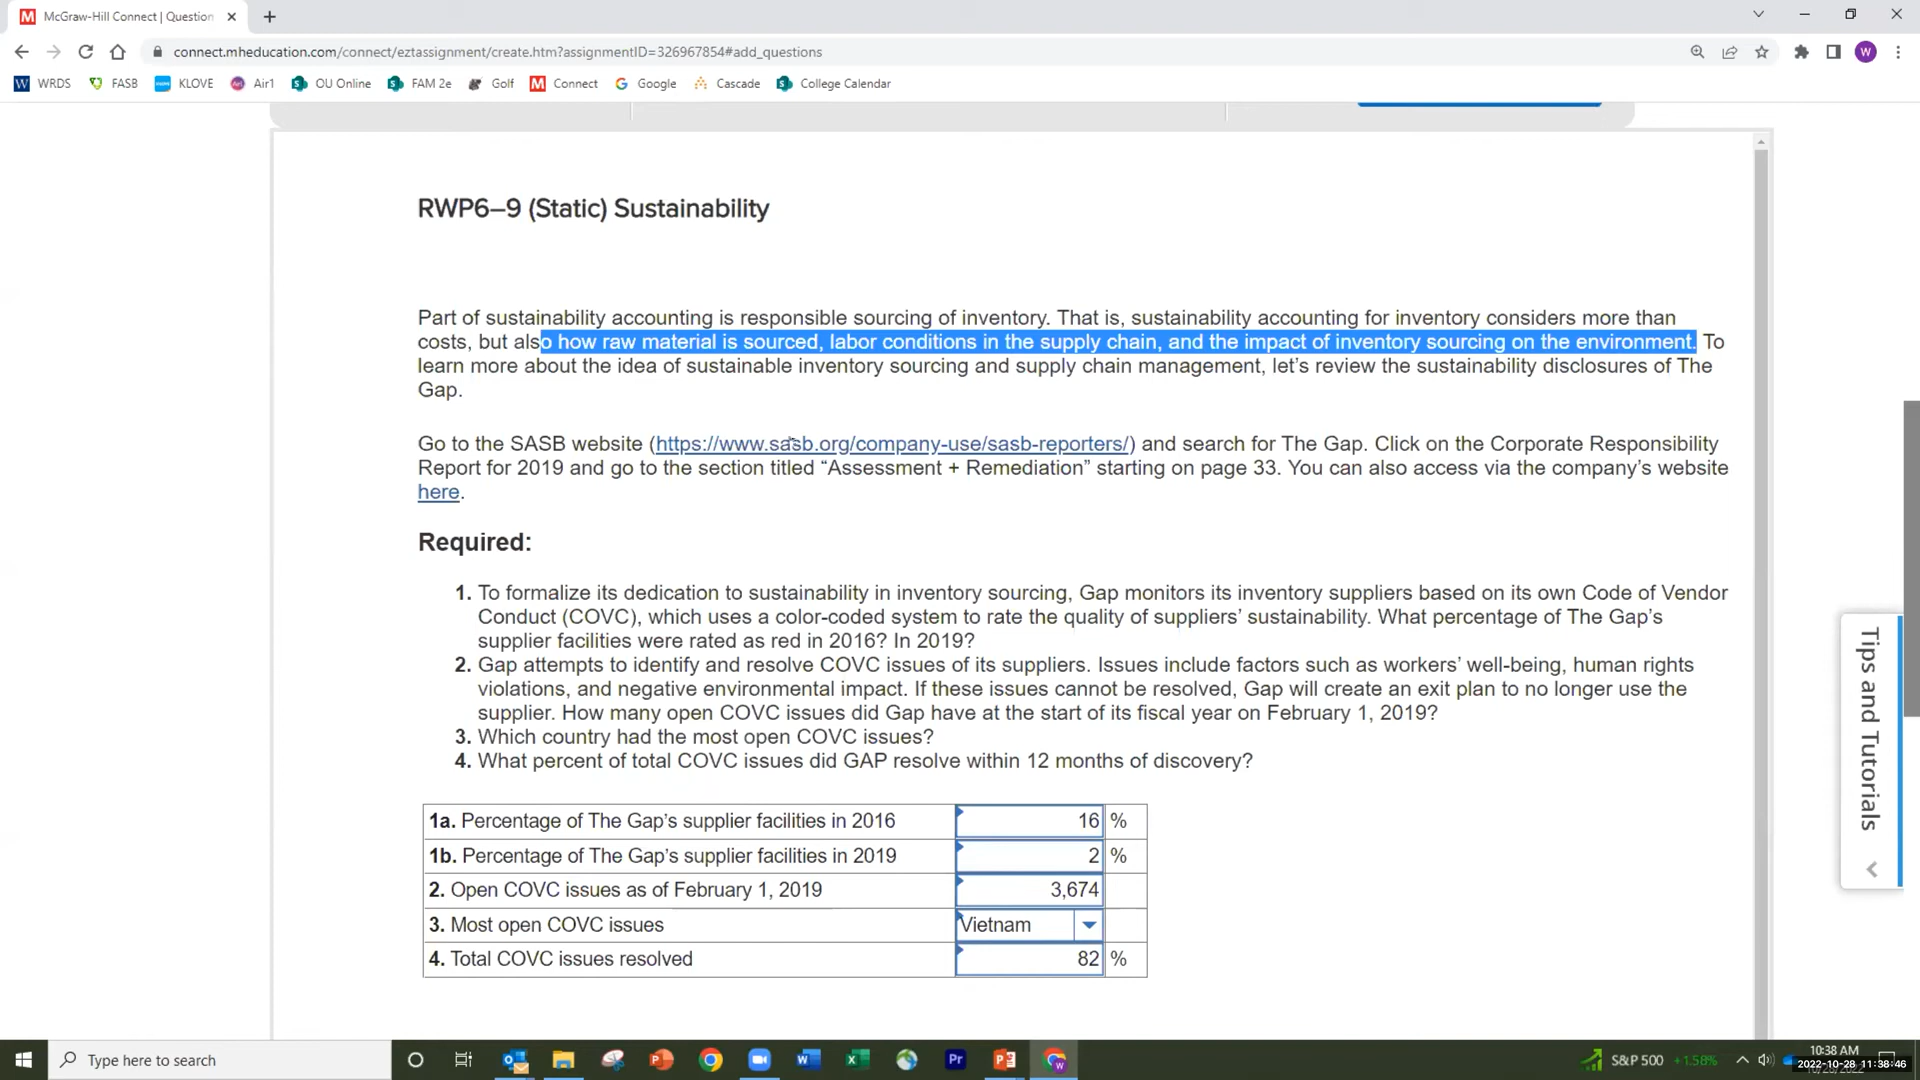 McGraw-Hill Connect | Question
connect.mheducation.com/connect/eztassignment/create.htm?assignmentID=326967854#add_questions
W
WRDS FASB KLOVE Air1 OU Online FAM 2e Golf Connect Google Cascade College Calendar
RWP6–9 (Static) Sustainability
Part of sustainability accounting is responsible sourcing of inventory. That is, sustainability accounting for inventory considers more than
costs, but also how raw material is sourced, labor conditions in the supply chain, and the impact of inventory sourcing on the environment. To
learn more about the idea of sustainable inventory sourcing and supply chain management, let’s review the sustainability disclosures of The
Gap.
Go to the SASB website (https://www.sasb.org/company-use/sasb-reporters/) and search for The Gap. Click on the Corporate Responsibility
Report for 2019 and go to the section titled “Assessment + Remediation” starting on page 33. You can also access via the company’s website
here.
Required:
1. To formalize its dedication to sustainability in inventory sourcing, Gap monitors its inventory suppliers based on its own Code of Vendor
Conduct (COVC), which uses a color-coded system to rate the quality of suppliers’ sustainability. What percentage of The Gap’s
supplier facilities were rated as red in 2016? In 2019?
2. Gap attempts to identify and resolve COVC issues of its suppliers. Issues include factors such as workers’ well-being, human rights
violations, and negative environmental impact. If these issues cannot be resolved, Gap will create an exit plan to no longer use the
supplier. How many open COVC issues did Gap have at the start of its fiscal year on February 1, 2019?
3. Which country had the most open COVC issues?
4. What percent of total COVC issues did GAP resolve within 12 months of discovery?
1a. Percentage of The Gap’s supplier facilities in 2016 16 %
1b. Percentage of The Gap’s supplier facilities in 2019 2 %
2. Open COVC issues as of February 1, 2019 3,674
3. Most open COVC issues Vietnam
4. Total COVC issues resolved 82 %
Tips and Tutorials
Type here to search
S&P 500 +1.58%
10:38 AM
2022-10-28 11:38:46